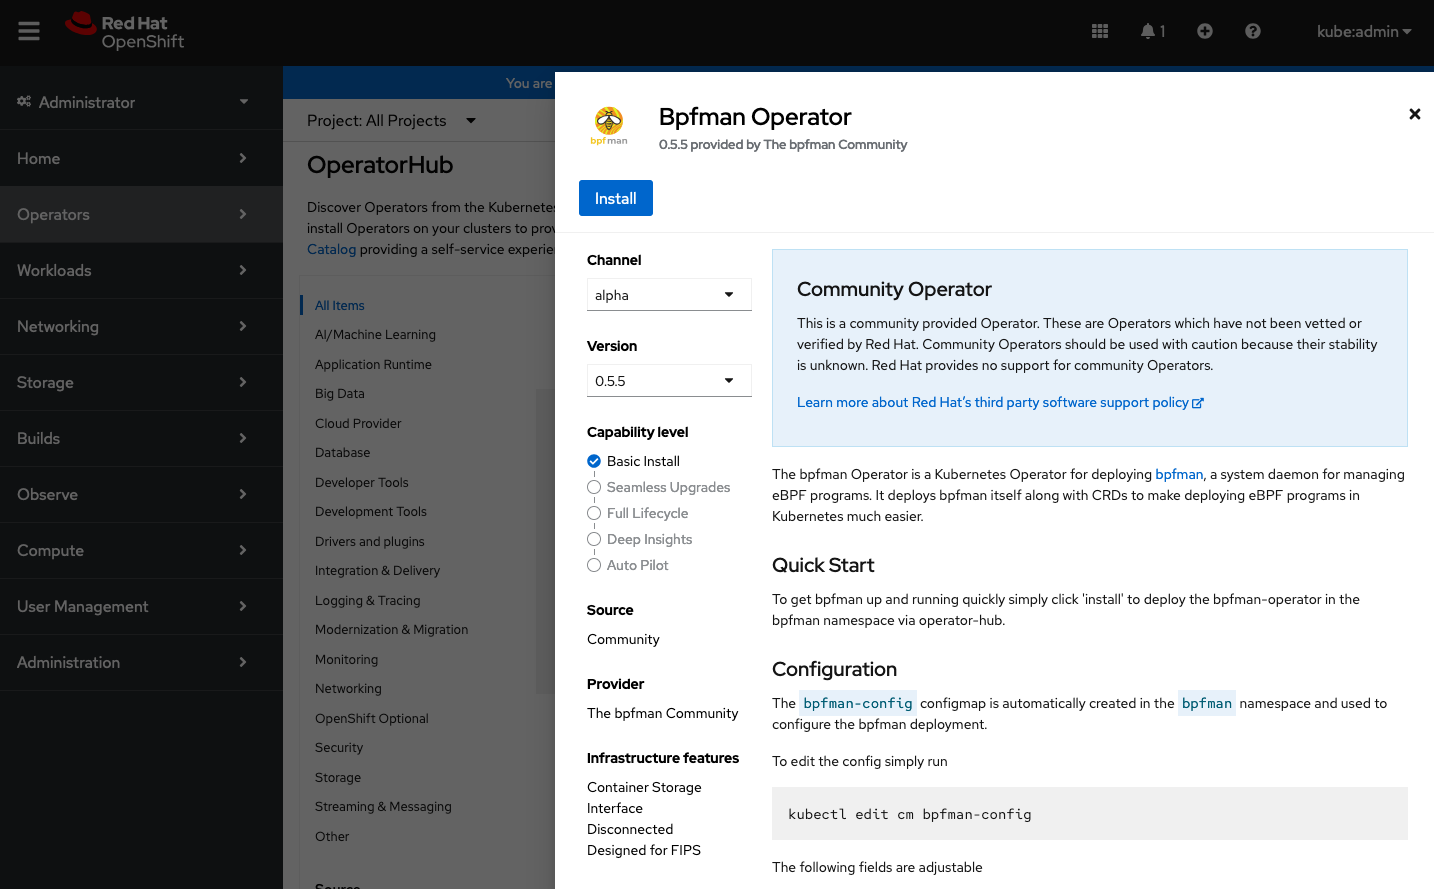 Red Hat
OpenShift
1
kube:admin
Administrator
Home
Operators
Workloads
Networking
Storage
Builds
Observe
Compute
User Management
Administration
You are
Project: All Projects
OperatorHub
Discover Operators from the Kubernetes
install Operators on your clusters to prov
Catalog providing a self-service experie
All Items
AI/Machine Learning
Application Runtime
Big Data
Cloud Provider
Database
Developer Tools
Development Tools
Drivers and plugins
Integration & Delivery
Logging & Tracing
Modernization & Migration
Monitoring
Networking
OpenShift Optional
Security
Storage
Streaming & Messaging
Other
Source
bpfman
Bpfman Operator
0.5.5 provided by The bpfman Community
Install
Channel
alpha
Version
0.5.5
Capability level
Basic Install
Seamless Upgrades
Full Lifecycle
Deep Insights
Auto Pilot
Source
Community
Provider
The bpfman Community
Infrastructure features
Container Storage
Interface
Disconnected
Designed for FIPS
Community Operator
This is a community provided Operator. These are Operators which have not been vetted or
verified by Red Hat. Community Operators should be used with caution because their stability
is unknown. Red Hat provides no support for community Operators.
Learn more about Red Hat's third party software support policy
The bpfman Operator is a Kubernetes Operator for deploying bpfman, a system daemon for managing
eBPF programs. It deploys bpfman itself along with CRDs to make deploying eBPF programs in
Kubernetes much easier.
Quick Start
To get bpfman up and running quickly simply click 'install' to deploy the bpfman-operator in the
bpfman namespace via operator-hub.
Configuration
The bpfman-config configmap is automatically created in the bpfman namespace and used to
configure the bpfman deployment.
To edit the config simply run
kubectl edit cm bpfman-config
The following fields are adjustable